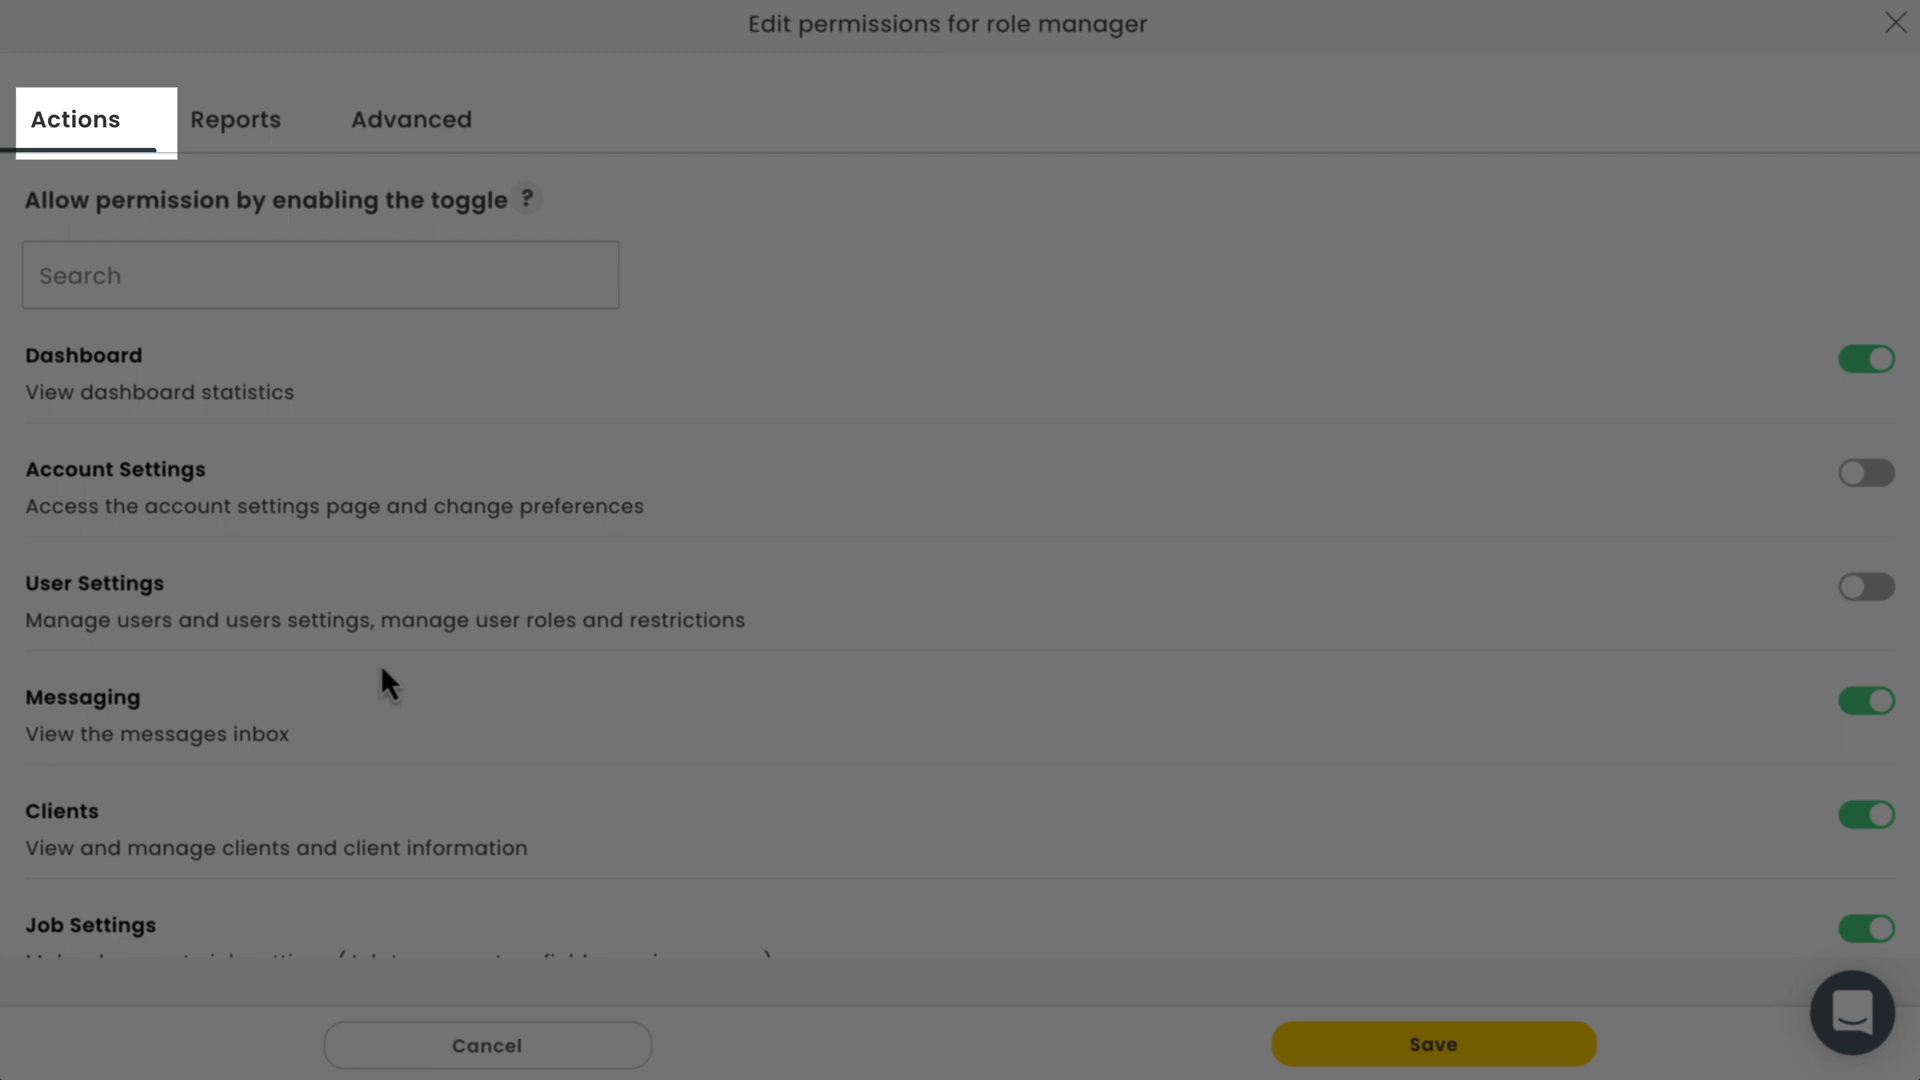 Edit permissions for role manager
Actions
Reports
Advanced
Allow permission by enabling the toggle ?
Search
Dashboard
View dashboard statistics
Account Settings
Access the account settings page and change preferences
User Settings
Manage users and users settings, manage user roles and restrictions
Messaging
View the messages inbox
Clients
View and manage clients and client information
Job Settings
Cancel
Save